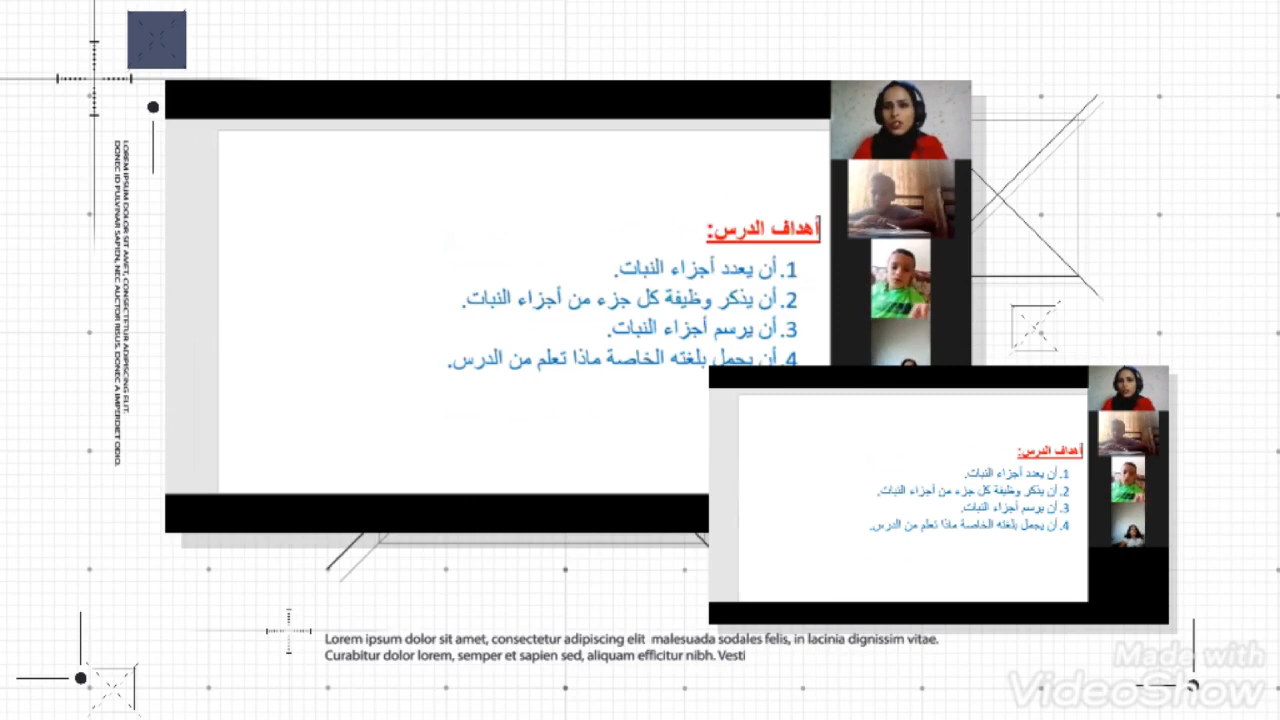 LOREM IPSUM DOLOR SIT AMET, CONSECTETUR ADIPISCING ELIT.
DONEC ID PULVINAR SAPIEN, NEC AUCTOR RISUS. DONEC A IMPERDIET ODIO.
أهداف الدرس:
1. أن يعدد أجزاء النبات.
2. أن يذكر وظيفة كل جزء من أجزاء النبات.
3. أن يرسم أجزاء النبات.
4. أن يجمل بلغته الخاصة ماذا تعلم من الدرس.
أهداف الدرس:
1. أن يعدد أجزاء النبات.
2. أن يذكر وظيفة كل جزء من أجزاء النبات.
3. أن يرسم أجزاء النبات.
4. أن يجمل بلغته الخاصة ماذا تعلم من الدرس.
Lorem ipsum dolor sit amet, consectetur adipiscing elit malesuada sodales felis, in lacinia dignissim vitae.
Curabitur dolor lorem, semper et sapien sed, aliquam efficitur nibh. Vesti
Made with
VideoShow